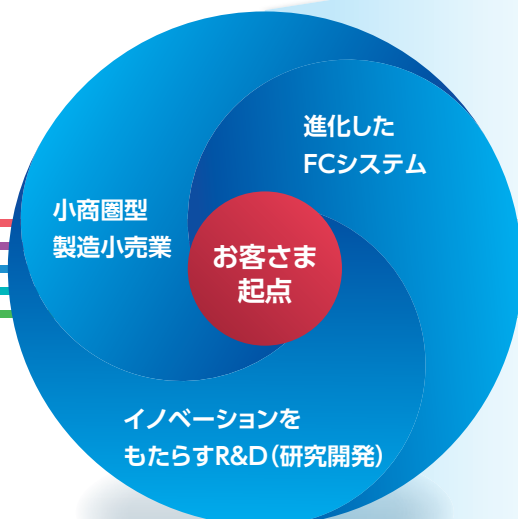 進化した
FCシステム
小商圏型
製造小売業
お客さま
起点
イノベーションを
もたらすR&D(研究開発)